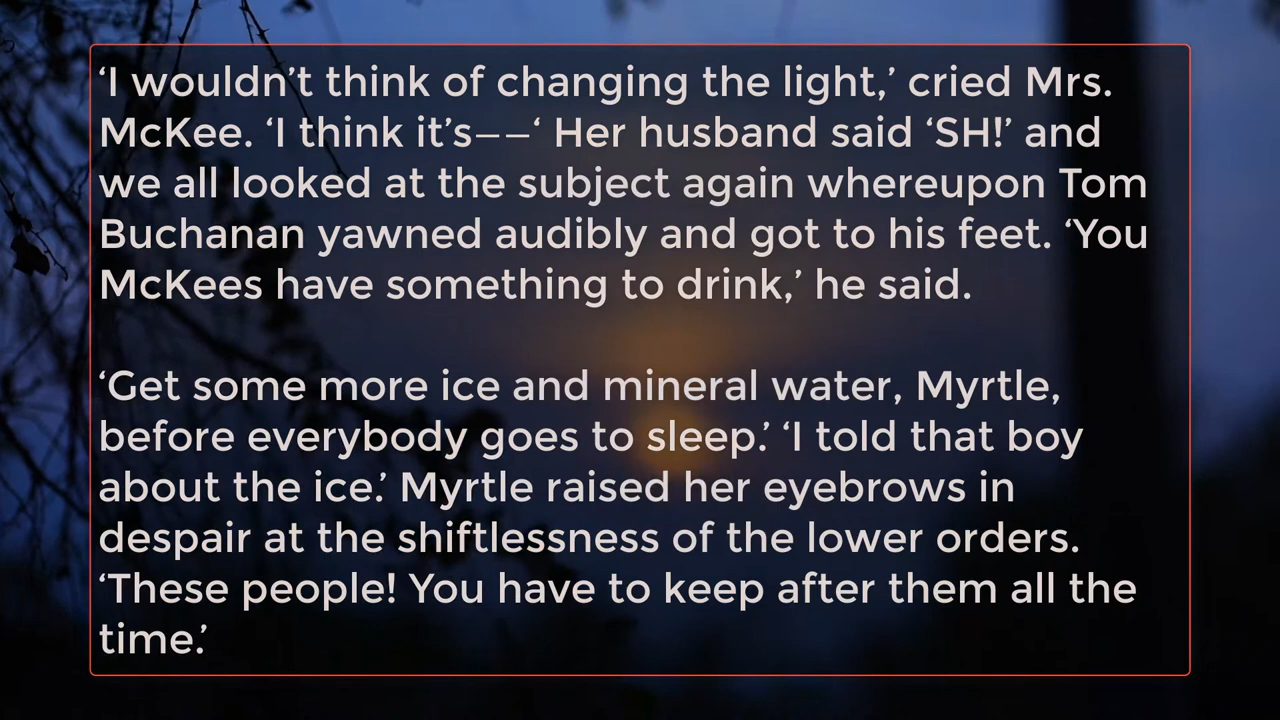 ‘I wouldn’t think of changing the light,’ cried Mrs.
McKee. ‘I think it’s––‘ Her husband said ‘SH!’ and
we all looked at the subject again whereupon Tom
Buchanan yawned audibly and got to his feet. ‘You
McKees have something to drink,’ he said.

‘Get some more ice and mineral water, Myrtle,
before everybody goes to sleep.’ ‘I told that boy
about the ice.’ Myrtle raised her eyebrows in
despair at the shiftlessness of the lower orders.
‘These people! You have to keep after them all the
time.’